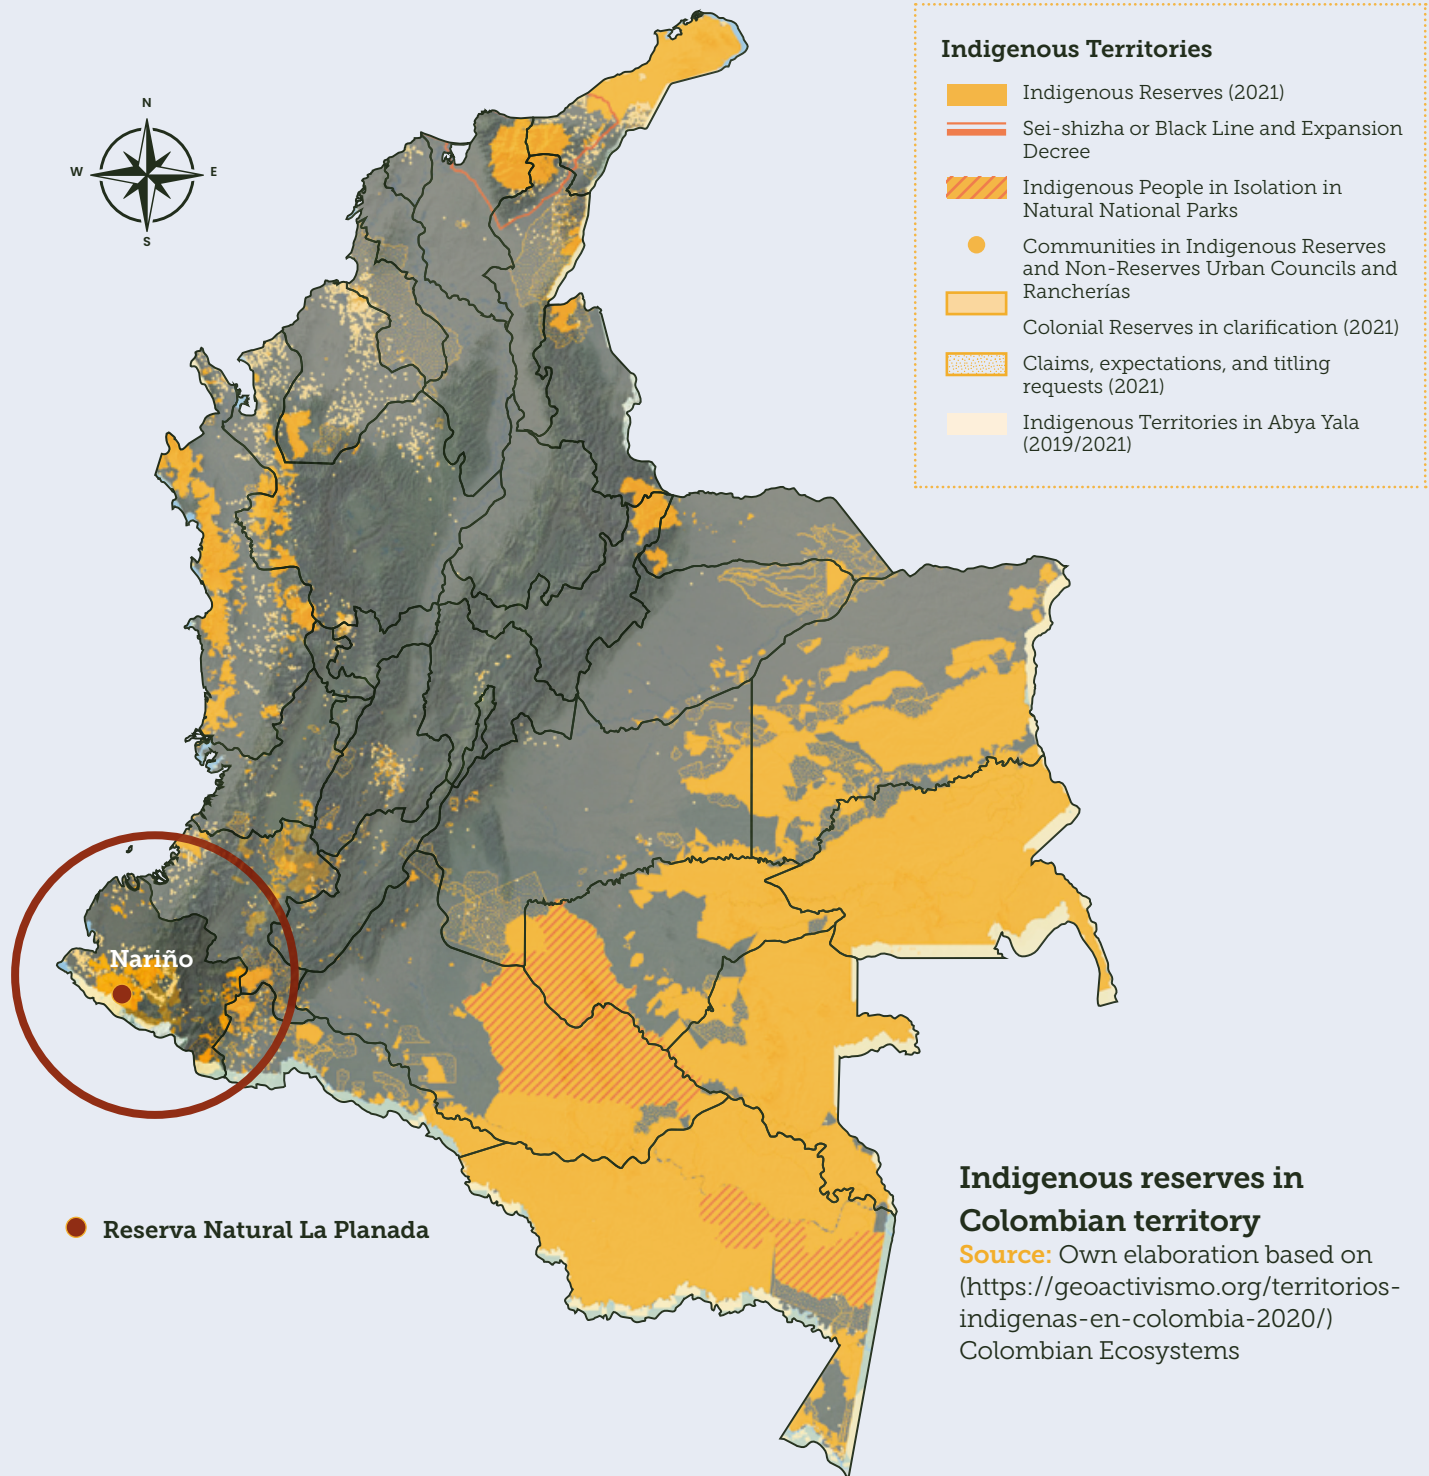 Indigenous Territories
Indigenous Reserves (2021)
Sei-shizha or Black Line and Expansion
Decree
Indigenous People in Isolation in
Natural National Parks
Communities in Indigenous Reserves
and Non-Reserves Urban Councils and
Rancherías
Colonial Reserves in clarification (2021)
Claims, expectations, and titling
requests (2021)
Indigenous Territories in Abya Yala
(2019/2021)
N
W
E
S
Nariño
Reserva Natural La Planada
Indigenous reserves in
Colombian territory
Source: Own elaboration based on
(https://geoactivismo.org/territorios-
indigenas-en-colombia-2020/)
Colombian Ecosystems